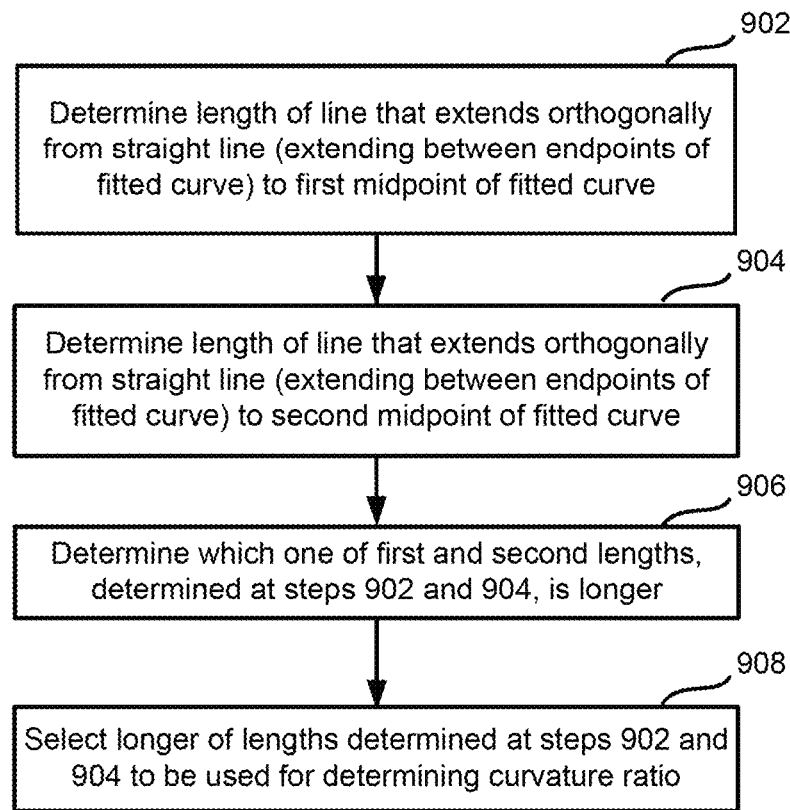 902
Determine length of line that extends orthogonally
from straight line (extending between endpoints of
fitted curve) to first midpoint of fitted curve
904
Determine length of line that extends orthogonally
from straight line (extending between endpoints of
fitted curve) to second midpoint of fitted curve
906
Determine which one of first and second lengths,
determined at steps 902 and 904, is longer
908
Select longer of lengths determined at steps 902 and
904 to be used for determining curvature ratio